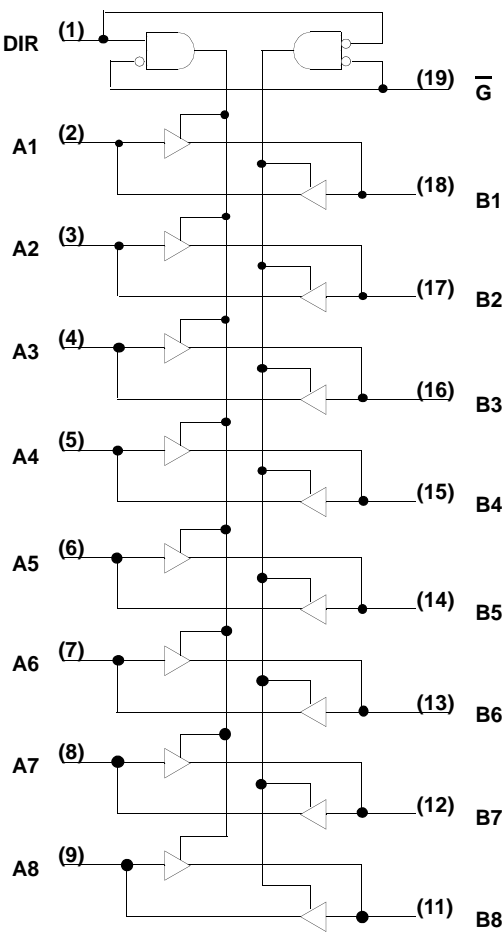 DIR (1)
(19) G̅
A1 (2)
(18) B1
A2 (3)
(17) B2
A3 (4)
(16) B3
A4 (5)
(15) B4
A5 (6)
(14) B5
A6 (7)
(13) B6
A7 (8)
(12) B7
A8 (9)
(11) B8